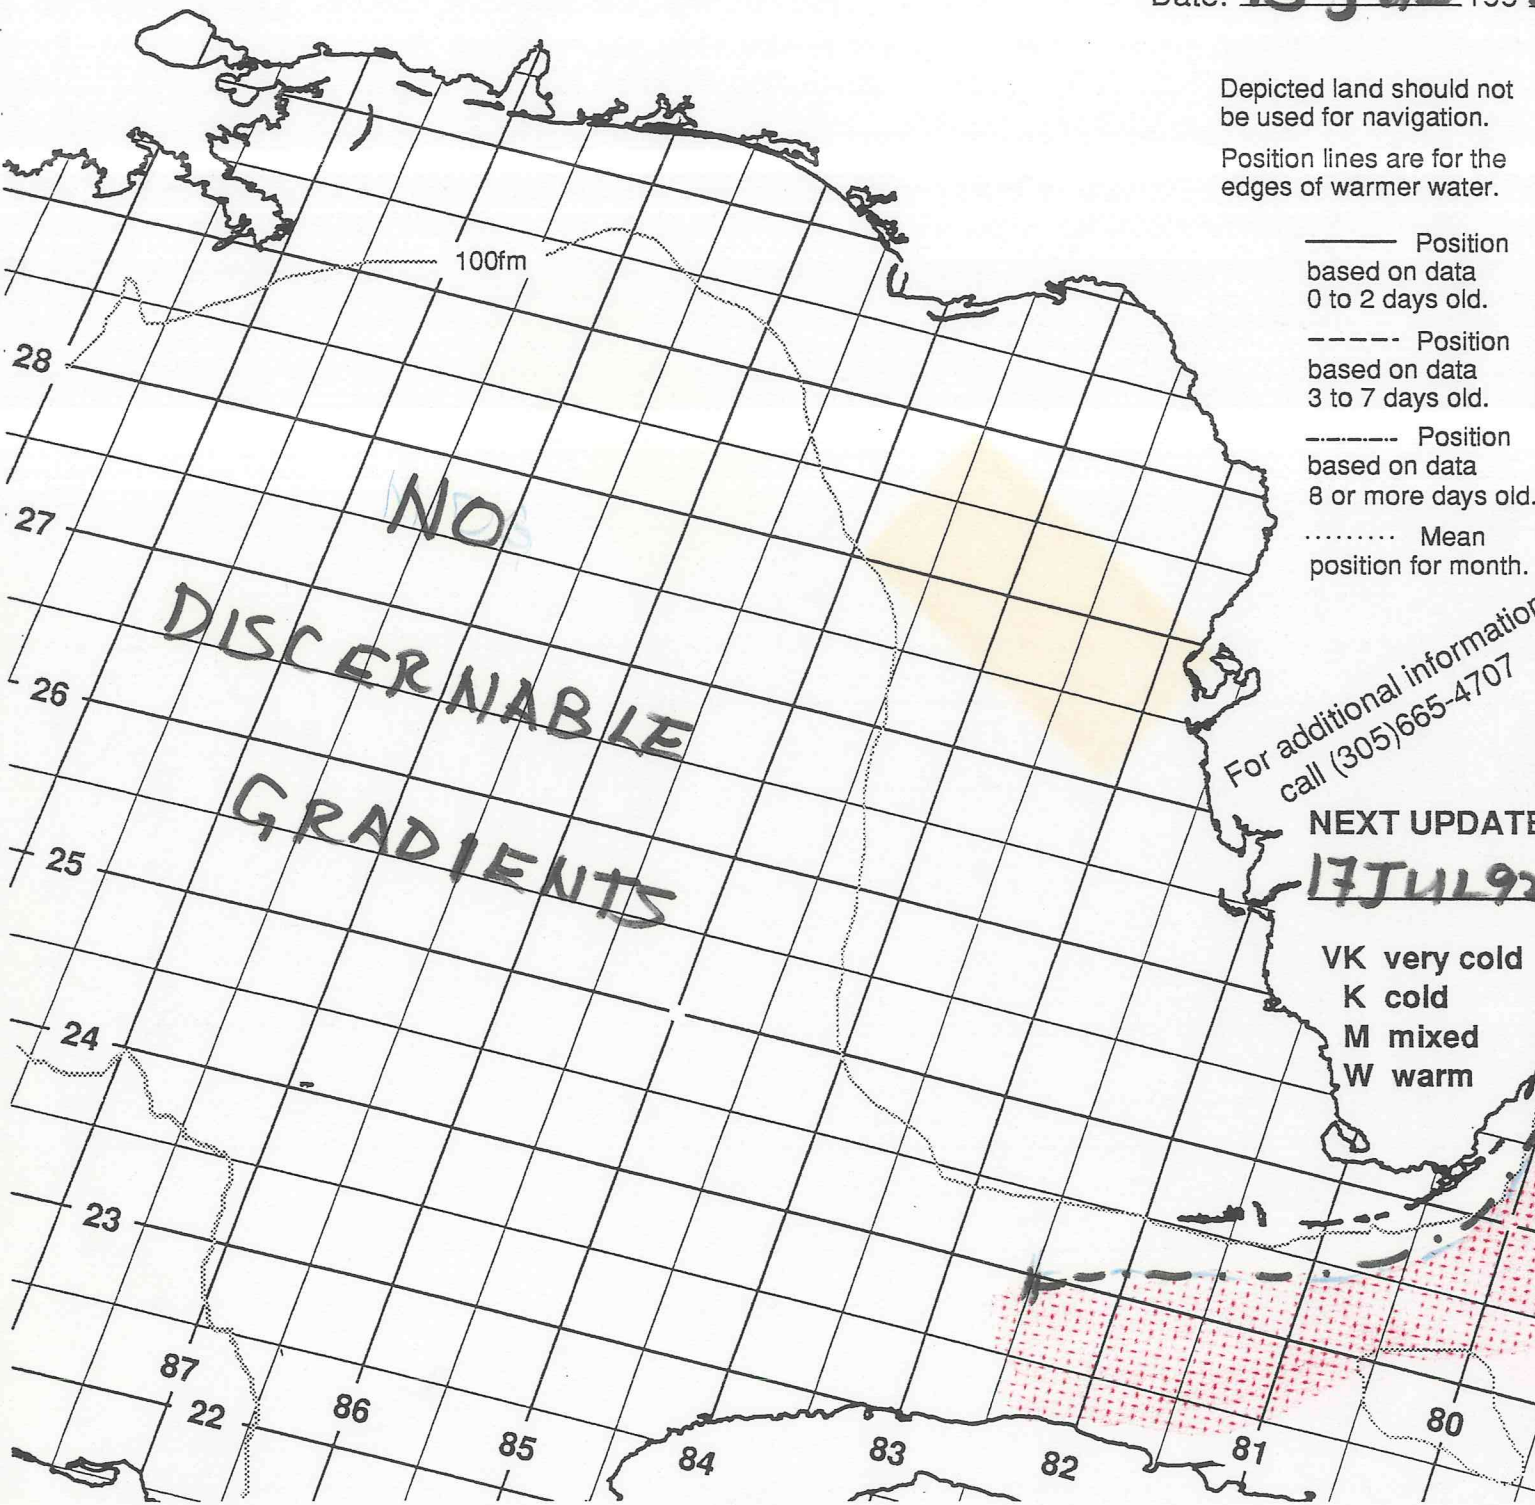 Date:
Depicted land should not
be used for navigation.
Position lines are for the
edges of warmer water.
Position
based on data
0 to 2 days old.
Position
based on data
3 to 7 days old.
Position
based on data
8 or more days old.
Mean
position for month.
For additional information
call (305)665-4707
NEXT UPDATE
17JUL92
VK very cold
K cold
M mixed
W warm
100fm
28
27
26
25
24
23
22
NO
DISCERNABLE
GRADIENTS
87
86
85
84
83
82
81
80